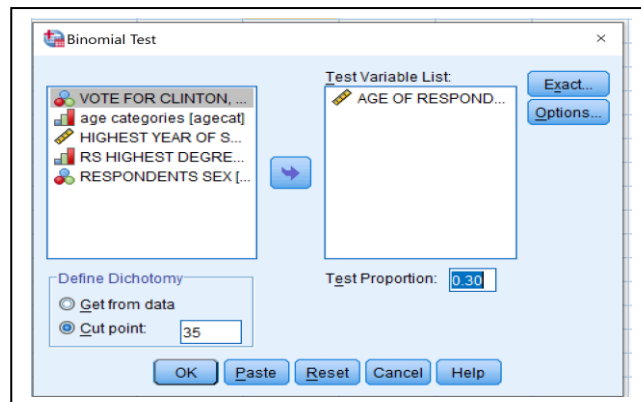 Binomial Test
VOTE FOR CLINTON, ...
age categories [agecat]
HIGHEST YEAR OF S...
RS HIGHEST DEGRE...
RESPONDENTS SEX [...
Test Variable List:
AGE OF RESPOND...
Exact...
Options...
Define Dichotomy
Get from data
Cut point: 35
Test Proportion: 0.30
OK Paste Reset Cancel Help